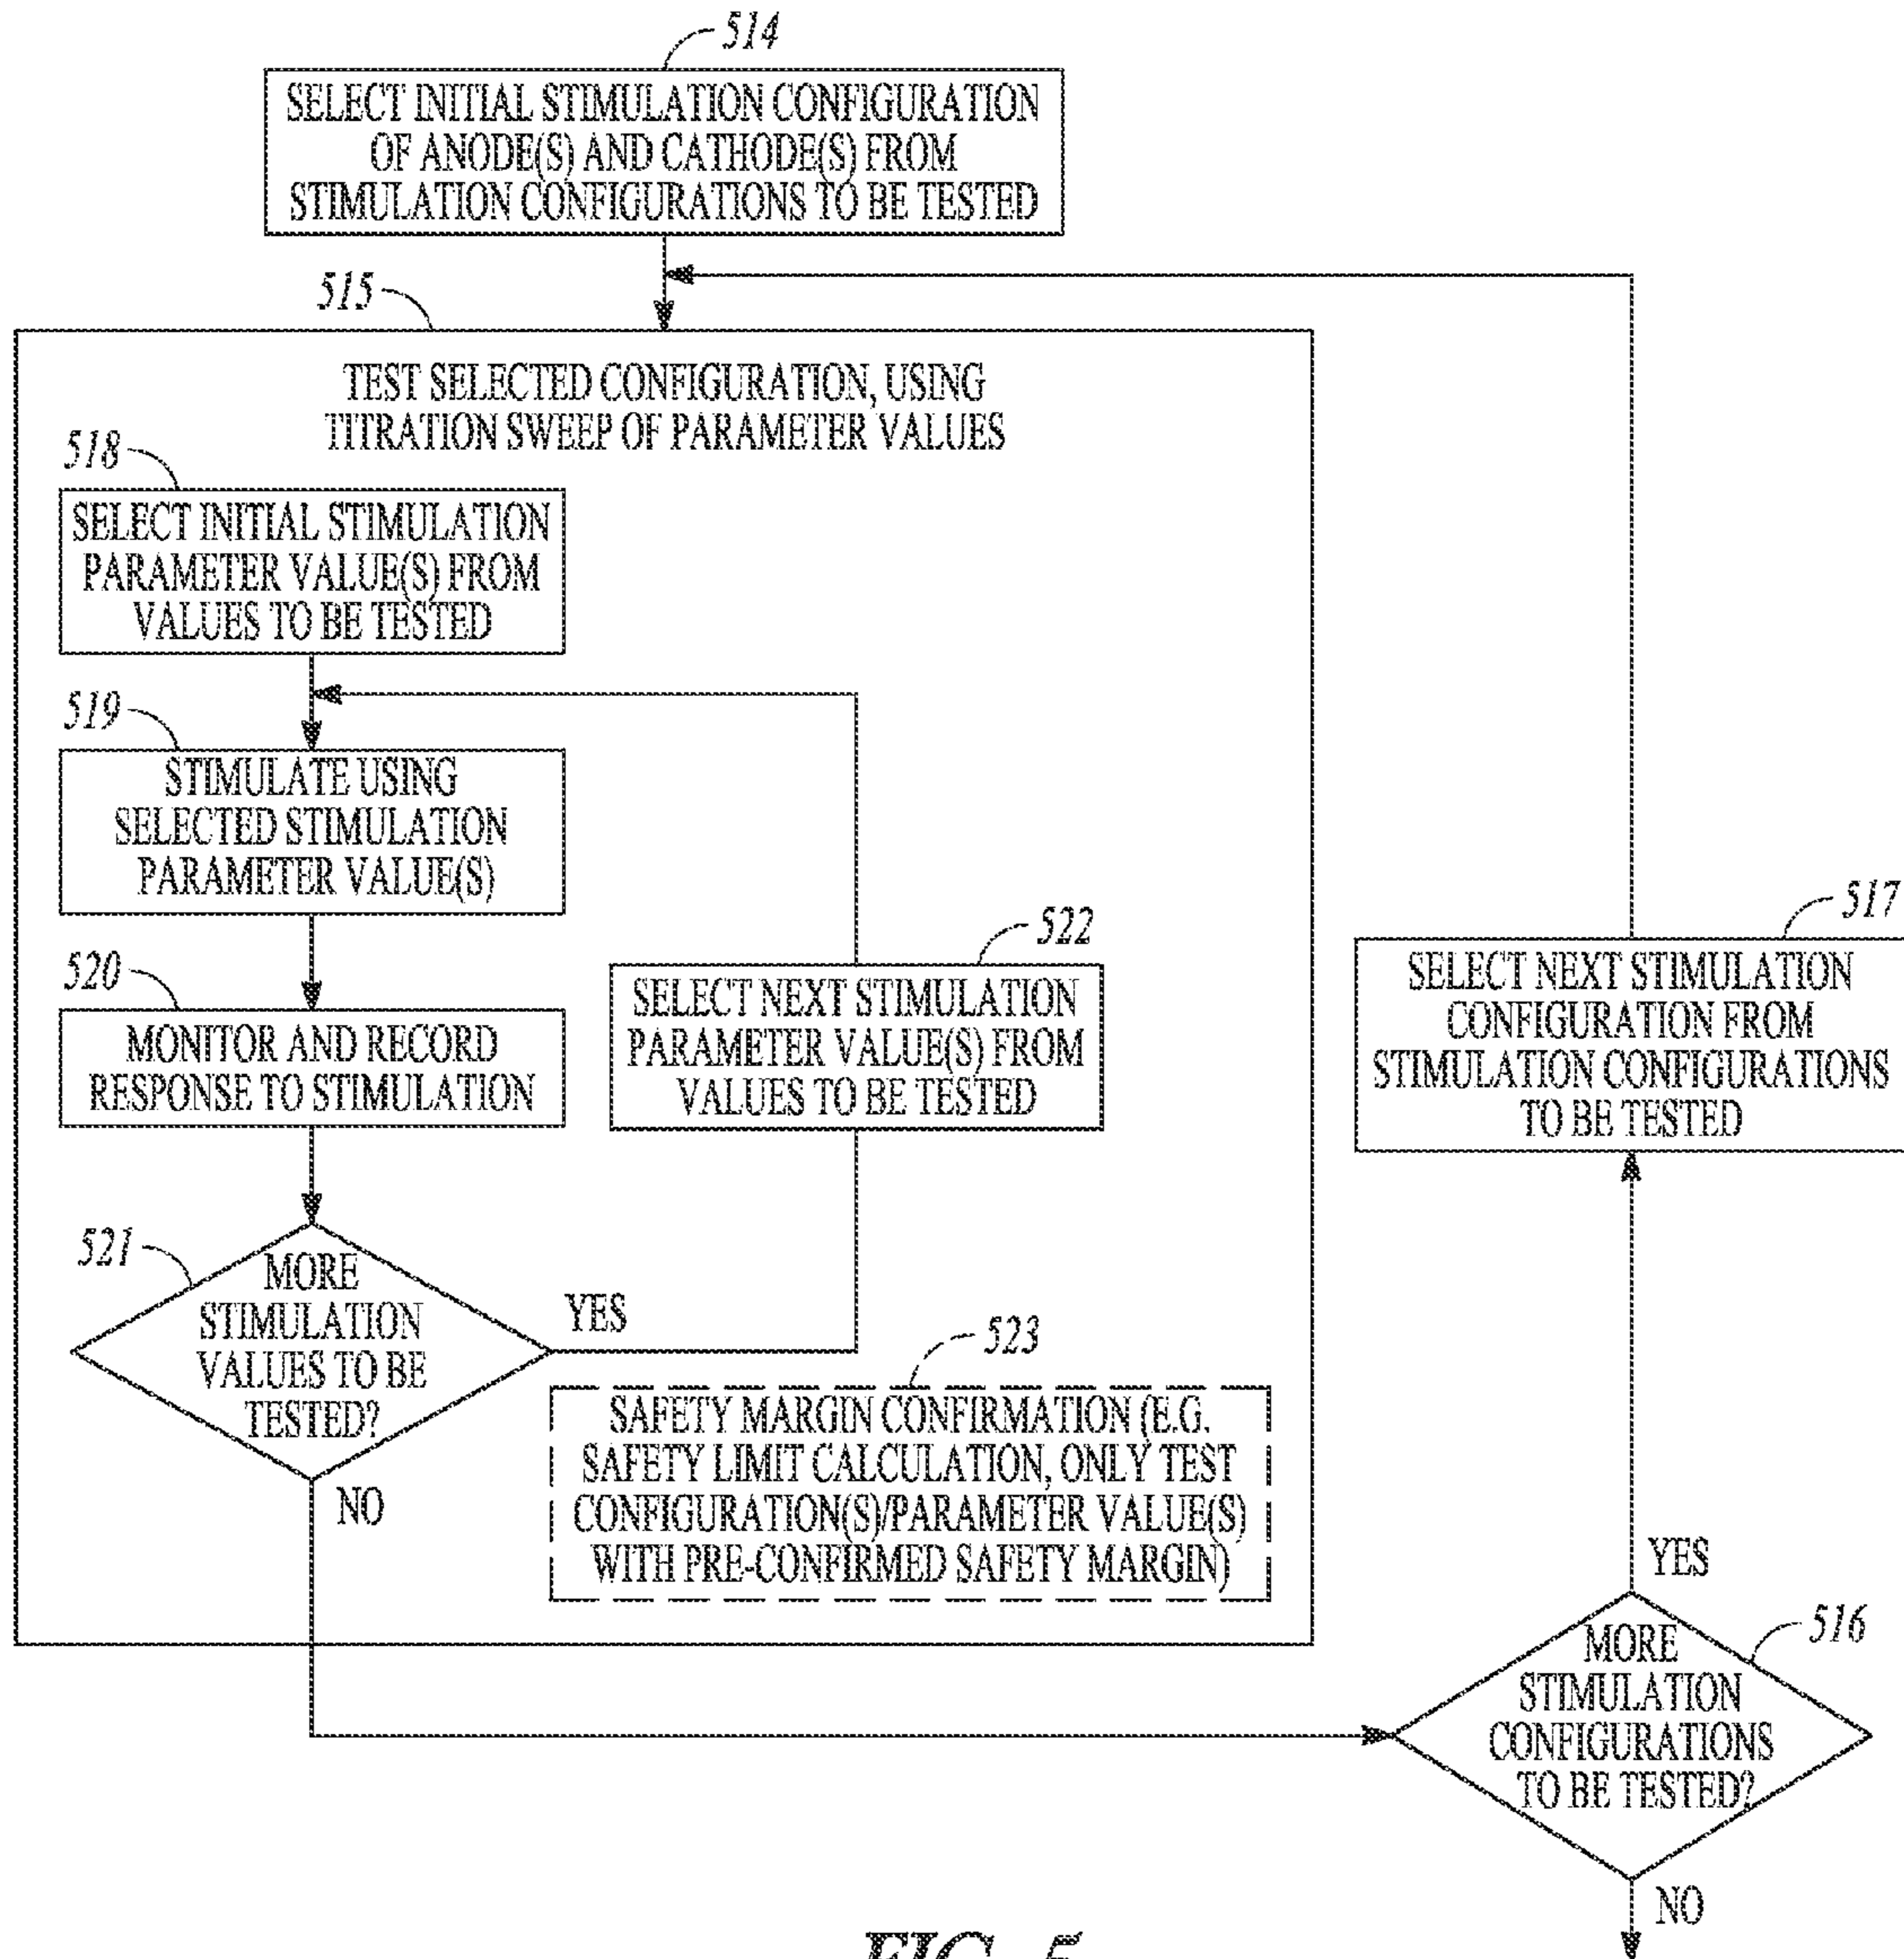 514
SELECT INITIAL STIMULATION CONFIGURATION
OF ANODE(S) AND CATHODE(S) FROM
STIMULATION CONFIGURATIONS TO BE TESTED
515
TEST SELECTED CONFIGURATION, USING
TITRATION SWEEP OF PARAMETER VALUES
518
SELECT INITIAL STIMULATION
PARAMETER VALUE(S) FROM
VALUES TO BE TESTED
519
STIMULATE USING
SELECTED STIMULATION
PARAMETER VALUE(S)
520
MONITOR AND RECORD
RESPONSE TO STIMULATION
522
SELECT NEXT STIMULATION
PARAMETER VALUE(S) FROM
VALUES TO BE TESTED
517
SELECT NEXT STIMULATION
CONFIGURATION FROM
STIMULATION CONFIGURATIONS
TO BE TESTED
521
MORE
STIMULATION
VALUES TO BE
TESTED?
YES
NO
523
SAFETY MARGIN CONFIRMATION (E.G.
SAFETY LIMIT CALCULATION, ONLY TEST
CONFIGURATION(S)/PARAMETER VALUE(S)
WITH PRE-CONFIRMED SAFETY MARGIN)
YES
516
MORE
STIMULATION
CONFIGURATIONS
TO BE TESTED?
NO
FIG. 5